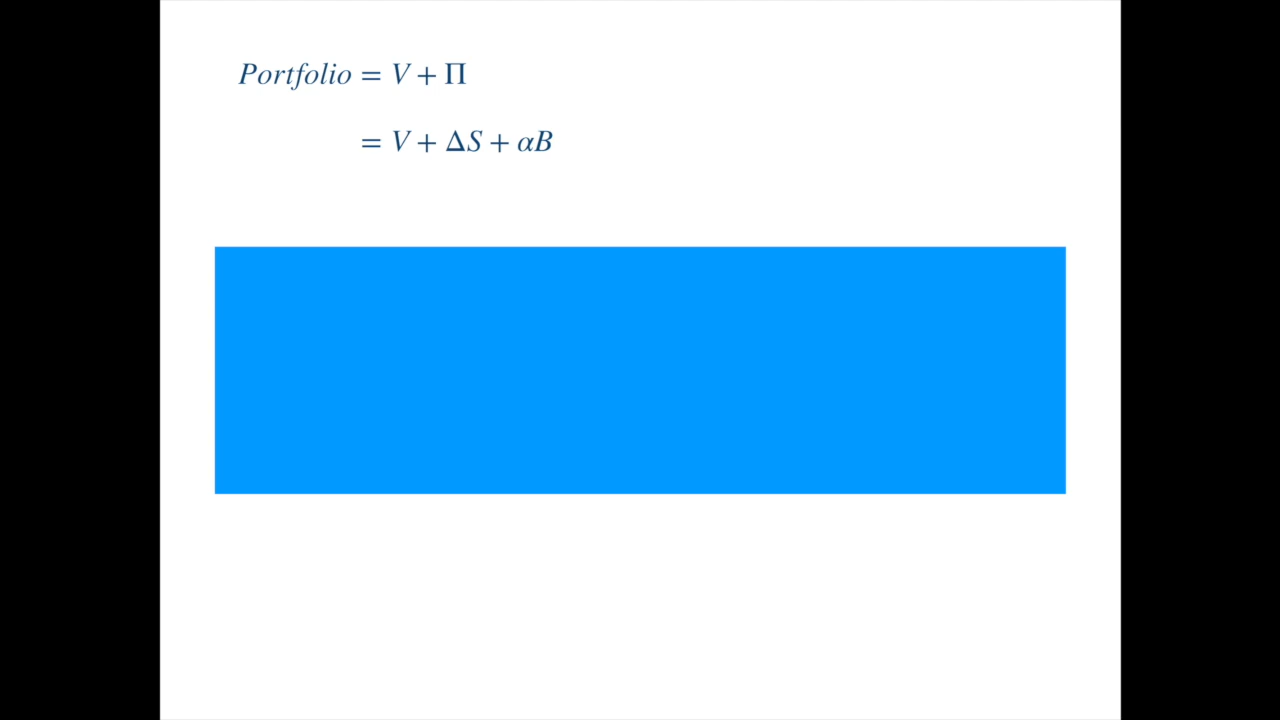 Portfolio = V + Π
= V + ΔS + αB